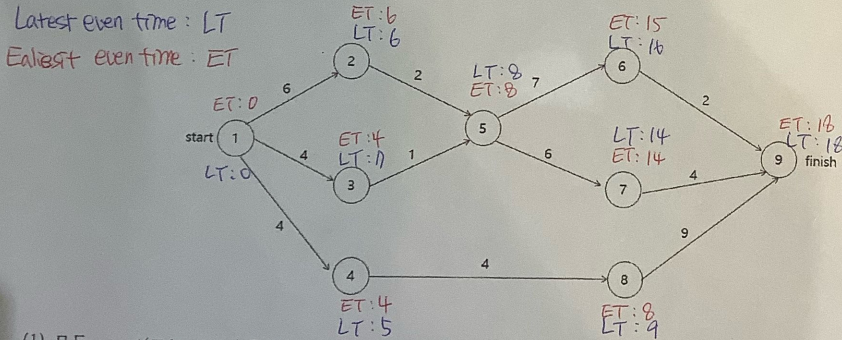 Latest even time : LT
Ealiest even time : ET
ET:6
LT:6
2
6
2
ET:0
start
1
LT:0
4
ET:4
3
1
4
4
ET:4
LT:5
4
LT:8
ET:8
5
7
6
ET:15
LT:16
6
2
LT:14
ET:14
7
4
8
ET:8
LT:9
9
ET:18
LT:18
9
finish
(1)